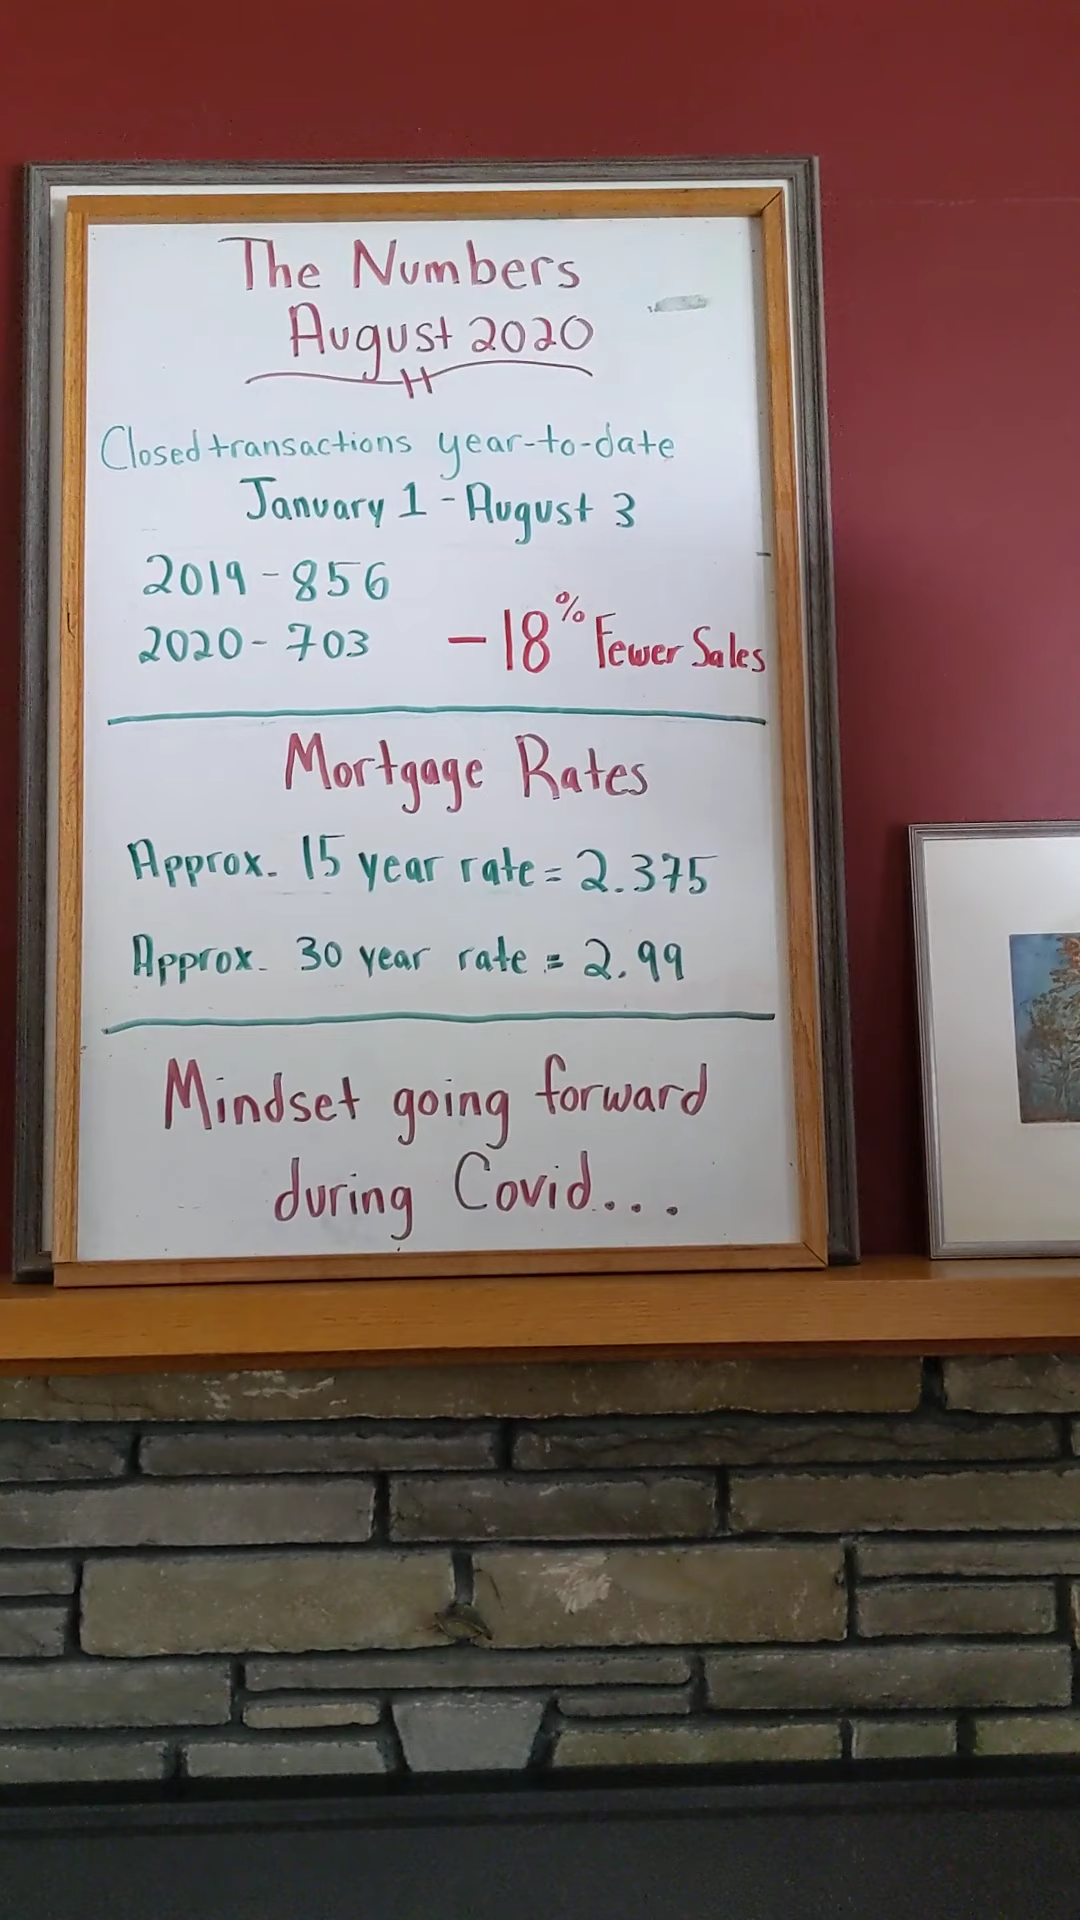 The Numbers
August 2020
Closed transactions year-to-date
January 1 - August 3
2019 - 856
2020 - 703
-18% Fewer Sales
Mortgage Rates
Approx. 15 year rate = 2.375
Approx. 30 year rate = 2.99
Mindset going forward
during Covid...